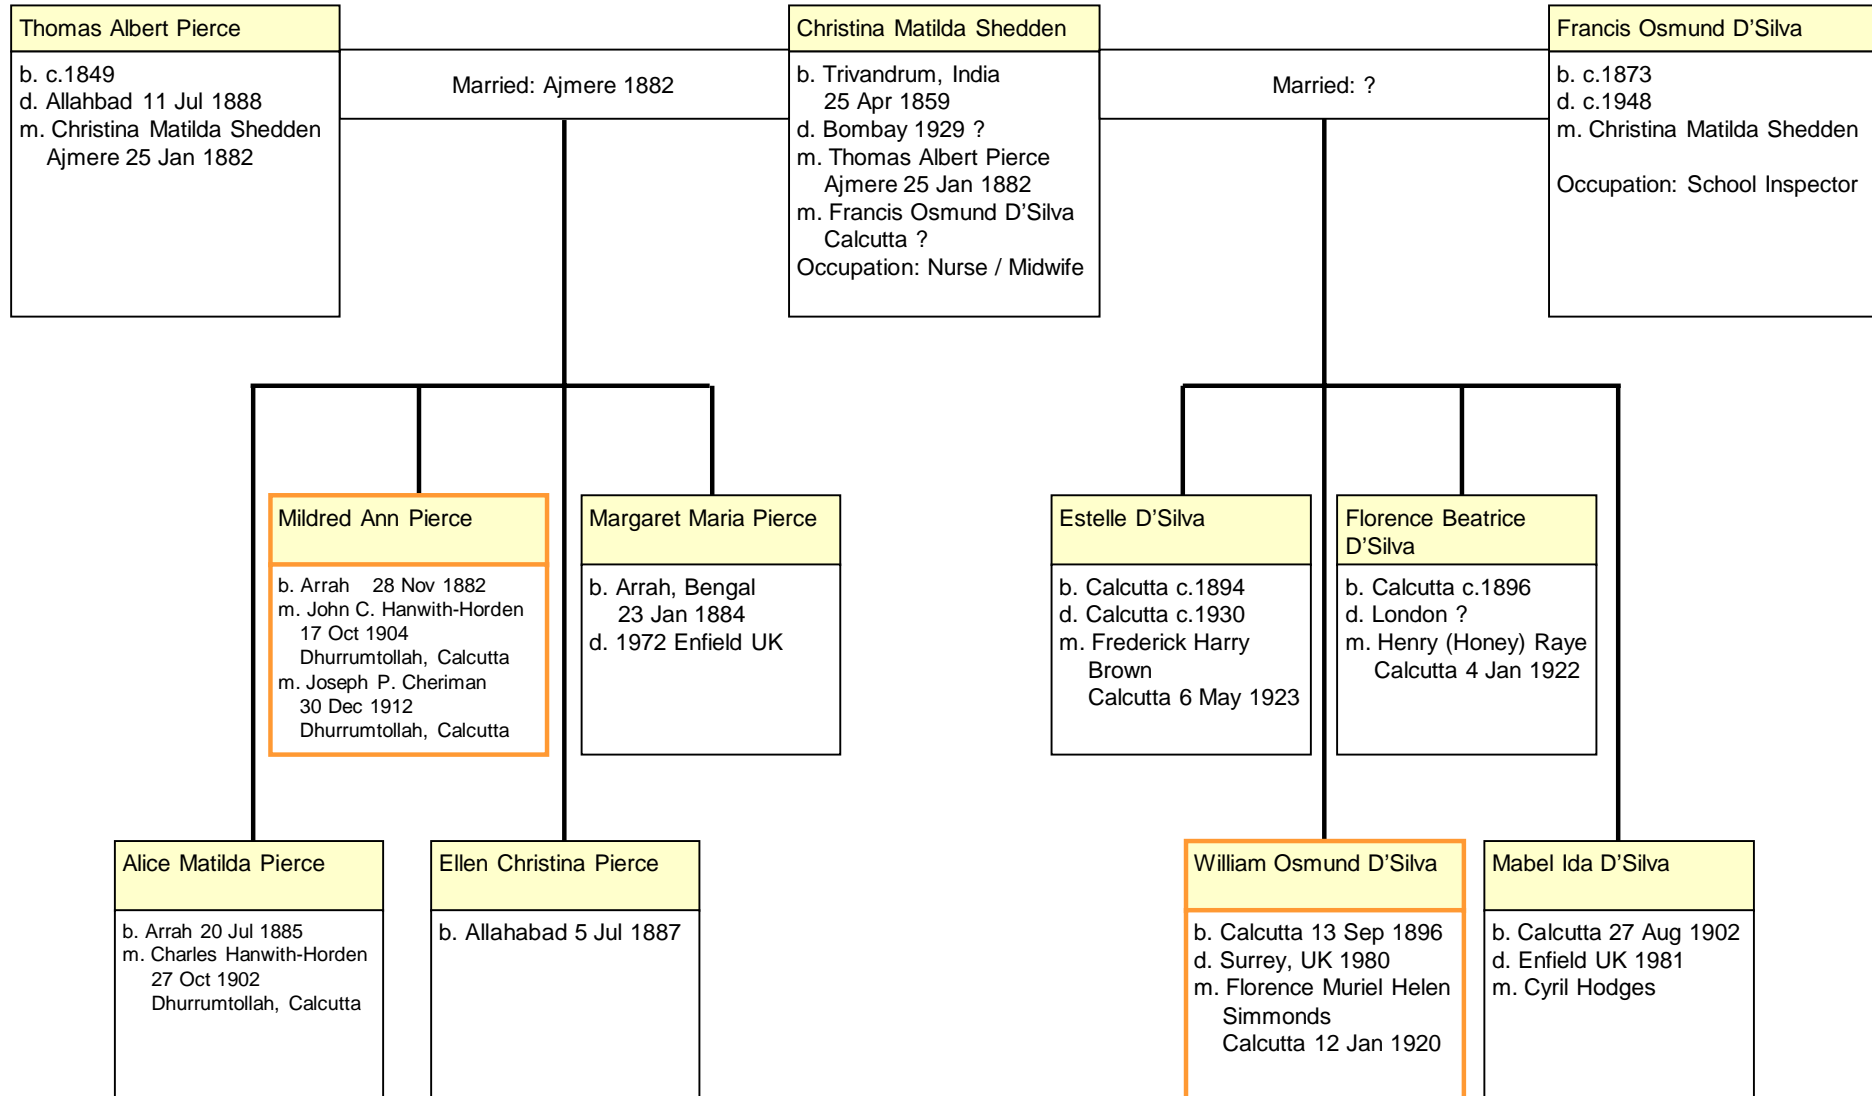 Thomas Albert Pierce
b. c.1849
d. Allahbad 11 Jul 1888
m. Christina Matilda Shedden
Ajmere 25 Jan 1882
Married: Ajmere 1882
Christina Matilda Shedden
b. Trivandrum, India
25 Apr 1859
d. Bombay 1929 ?
m. Thomas Albert Pierce
Ajmere 25 Jan 1882
m. Francis Osmund D'Silva
Calcutta ?
Occupation: Nurse / Midwife
Married: ?
Francis Osmund D'Silva
b. c.1873
d. c.1948
m. Christina Matilda Shedden
Occupation: School Inspector
Mildred Ann Pierce
b. Arrah 28 Nov 1882
m. John C. Hanwith-Horden
17 Oct 1904
Dhurrumtollah, Calcutta
m. Joseph P. Cheriman
30 Dec 1912
Dhurrumtollah, Calcutta
Margaret Maria Pierce
b. Arrah, Bengal
23 Jan 1884
d. 1972 Enfield UK
Estelle D'Silva
b. Calcutta c.1894
d. Calcutta c.1930
m. Frederick Harry
Brown
Calcutta 6 May 1923
Florence Beatrice
D'Silva
b. Calcutta c.1896
d. London ?
m. Henry (Honey) Raye
Calcutta 4 Jan 1922
Alice Matilda Pierce
b. Arrah 20 Jul 1885
m. Charles Hanwith-Horden
27 Oct 1902
Dhurrumtollah, Calcutta
Ellen Christina Pierce
b. Allahabad 5 Jul 1887
William Osmund D'Silva
b. Calcutta 13 Sep 1896
d. Surrey, UK 1980
m. Florence Muriel Helen
Simmonds
Calcutta 12 Jan 1920
Mabel Ida D'Silva
b. Calcutta 27 Aug 1902
d. Enfield UK 1981
m. Cyril Hodges